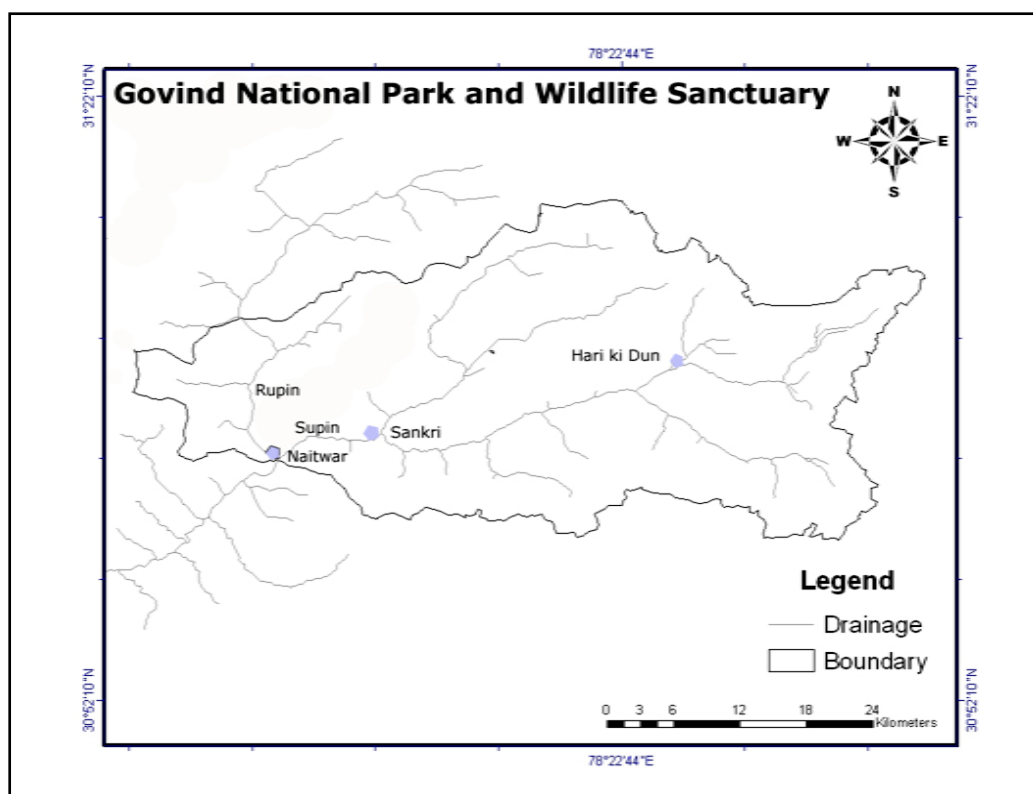 78°22'44"E
Govind National Park and Wildlife Sanctuary
31°22'10"N
31°22'10"N
N
W
E
S
Hari ki Dun
Rupin
Supin
Sankri
Naitwar
Legend
Drainage
Boundary
30°52'10"N
30°52'10"N
0 3 6 12 18 24
Kilometers
78°22'44"E